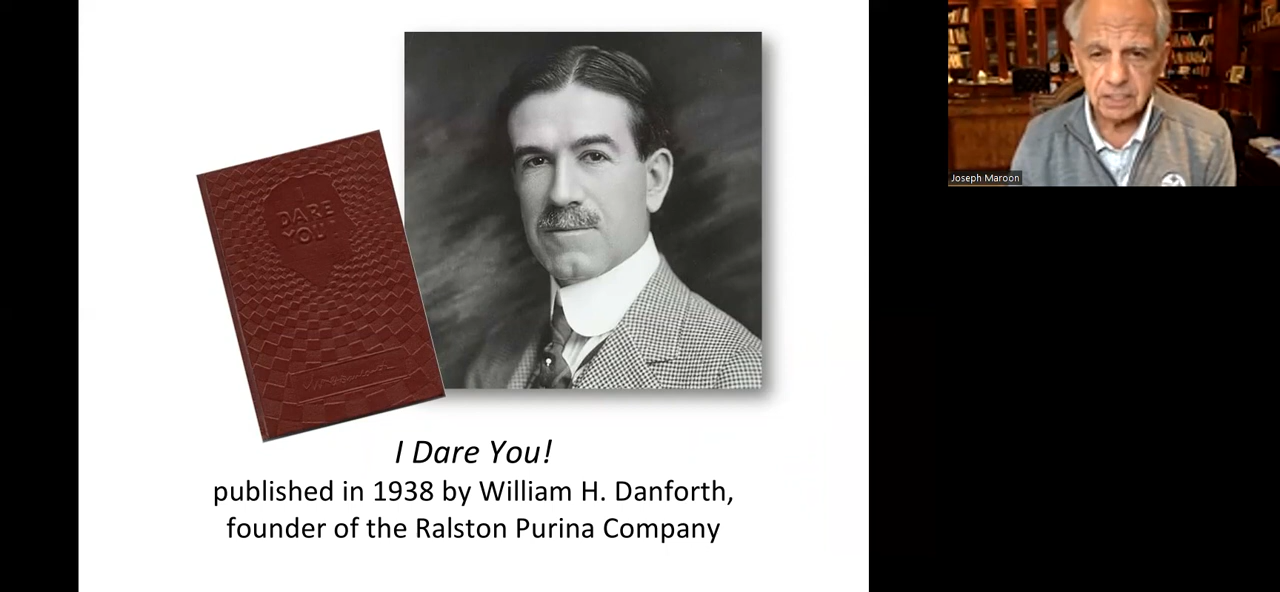 DARE
YOU
I Dare You!
published in 1938 by William H. Danforth,
founder of the Ralston Purina Company
Joseph Maroon